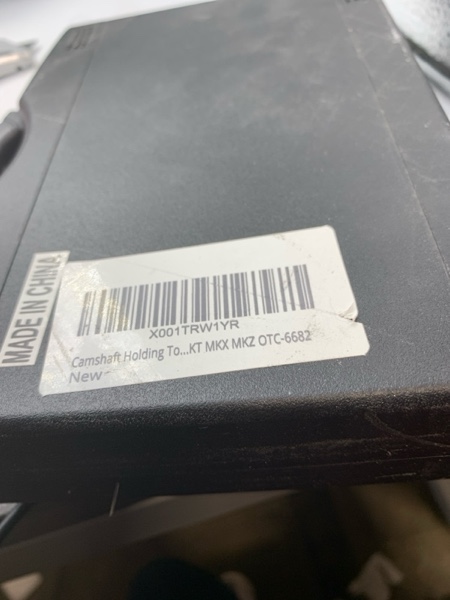 MADE IN CHINA
X001TRW1YR
Camshaft Holding To...KT MKX MKZ OTC-6682
New